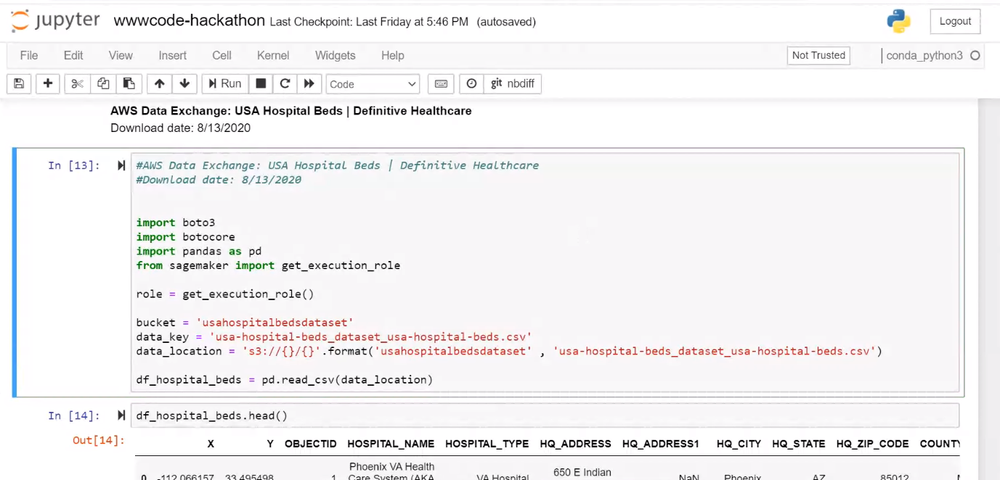 jupyter wwwcode-hackathon Last Checkpoint: Last Friday at 5:46 PM (autosaved) Logout
File Edit View Insert Cell Kernel Widgets Help Not Trusted conda_python3
Run Code git nbdiff
AWS Data Exchange: USA Hospital Beds | Definitive Healthcare
Download date: 8/13/2020
In [13]: #AWS Data Exchange: USA Hospital Beds | Definitive Healthcare
#Download date: 8/13/2020
import boto3
import botocore
import pandas as pd
from sagemaker import get_execution_role
role = get_execution_role()
bucket = 'usahospitalbedsdataset'
data_key = 'usa-hospital-beds_dataset_usa-hospital-beds.csv'
data_location = 's3://{}/{}'.format('usahospitalbedsdataset' , 'usa-hospital-beds_dataset_usa-hospital-beds.csv')
df_hospital_beds = pd.read_csv(data_location)
In [14]: df_hospital_beds.head()
Out[14]:
X Y OBJECTID HOSPITAL_NAME HOSPITAL_TYPE HQ_ADDRESS HQ_ADDRESS1 HQ_CITY HQ_STATE HQ_ZIP_CODE COUNTY
Phoenix VA Health
650 E Indian
0 -112.066157 33.495498 1 Care System (AKA VA Hospital NaN Phoenix AZ 85012